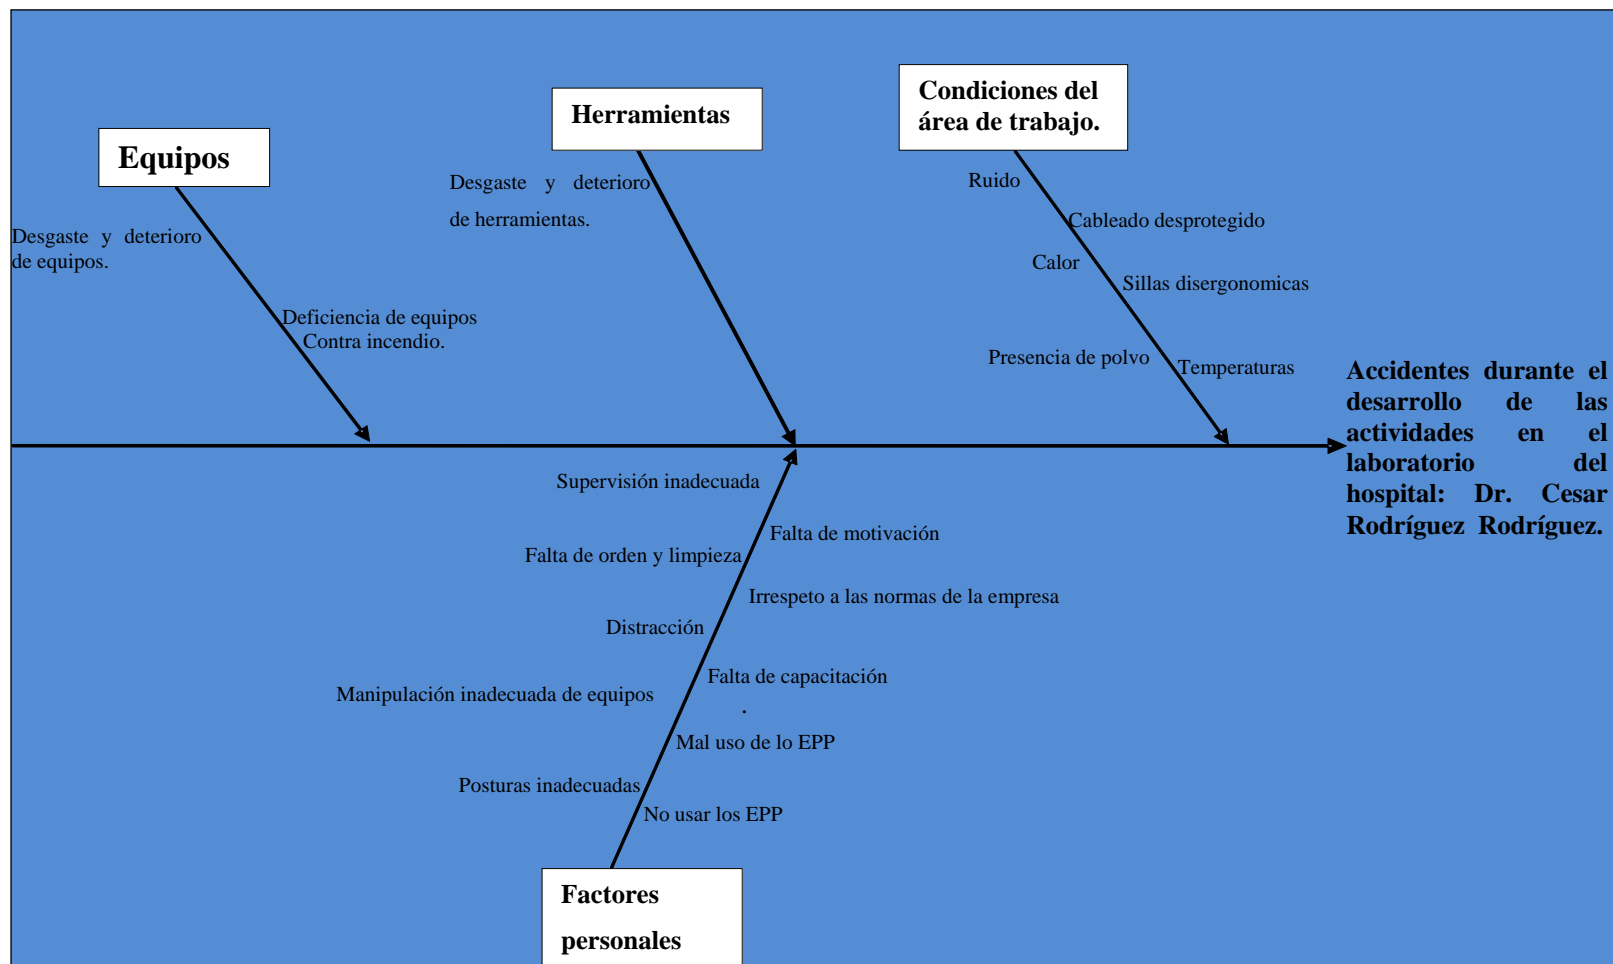 Equipos
Desgaste y deterioro
de equipos.
Deficiencia de equipos
Contra incendio.
Herramientas
Desgaste y deterioro
de herramientas.
Condiciones del
área de trabajo.
Ruido
Cableado desprotegido
Calor
Sillas disergonomicas
Presencia de polvo
Temperaturas
Accidentes durante el
desarrollo de las
actividades en el
laboratorio del
hospital: Dr. Cesar
Rodríguez Rodríguez.
Supervisión inadecuada
Falta de motivación
Falta de orden y limpieza
Irrespeto a las normas de la empresa
Distracción
Falta de capacitación
Manipulación inadecuada de equipos
.
Mal uso de lo EPP
Posturas inadecuadas
No usar los EPP
Factores
personales